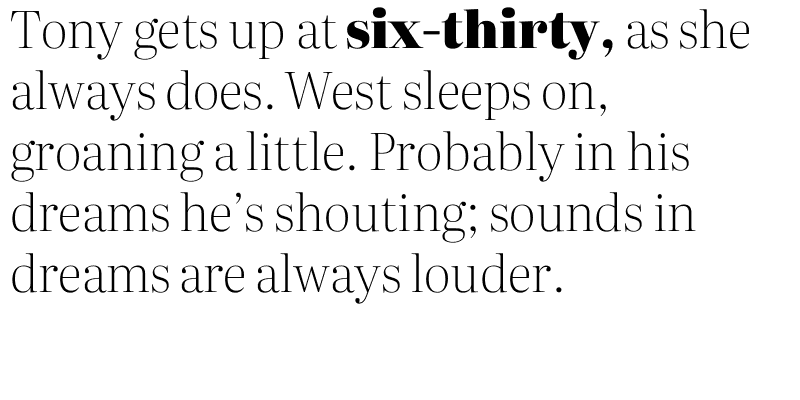 Tony gets up at six-thirty, as she
always does. West sleeps on,
groaning a little. Probably in his
dreams he’s shouting; sounds in
dreams are always louder.